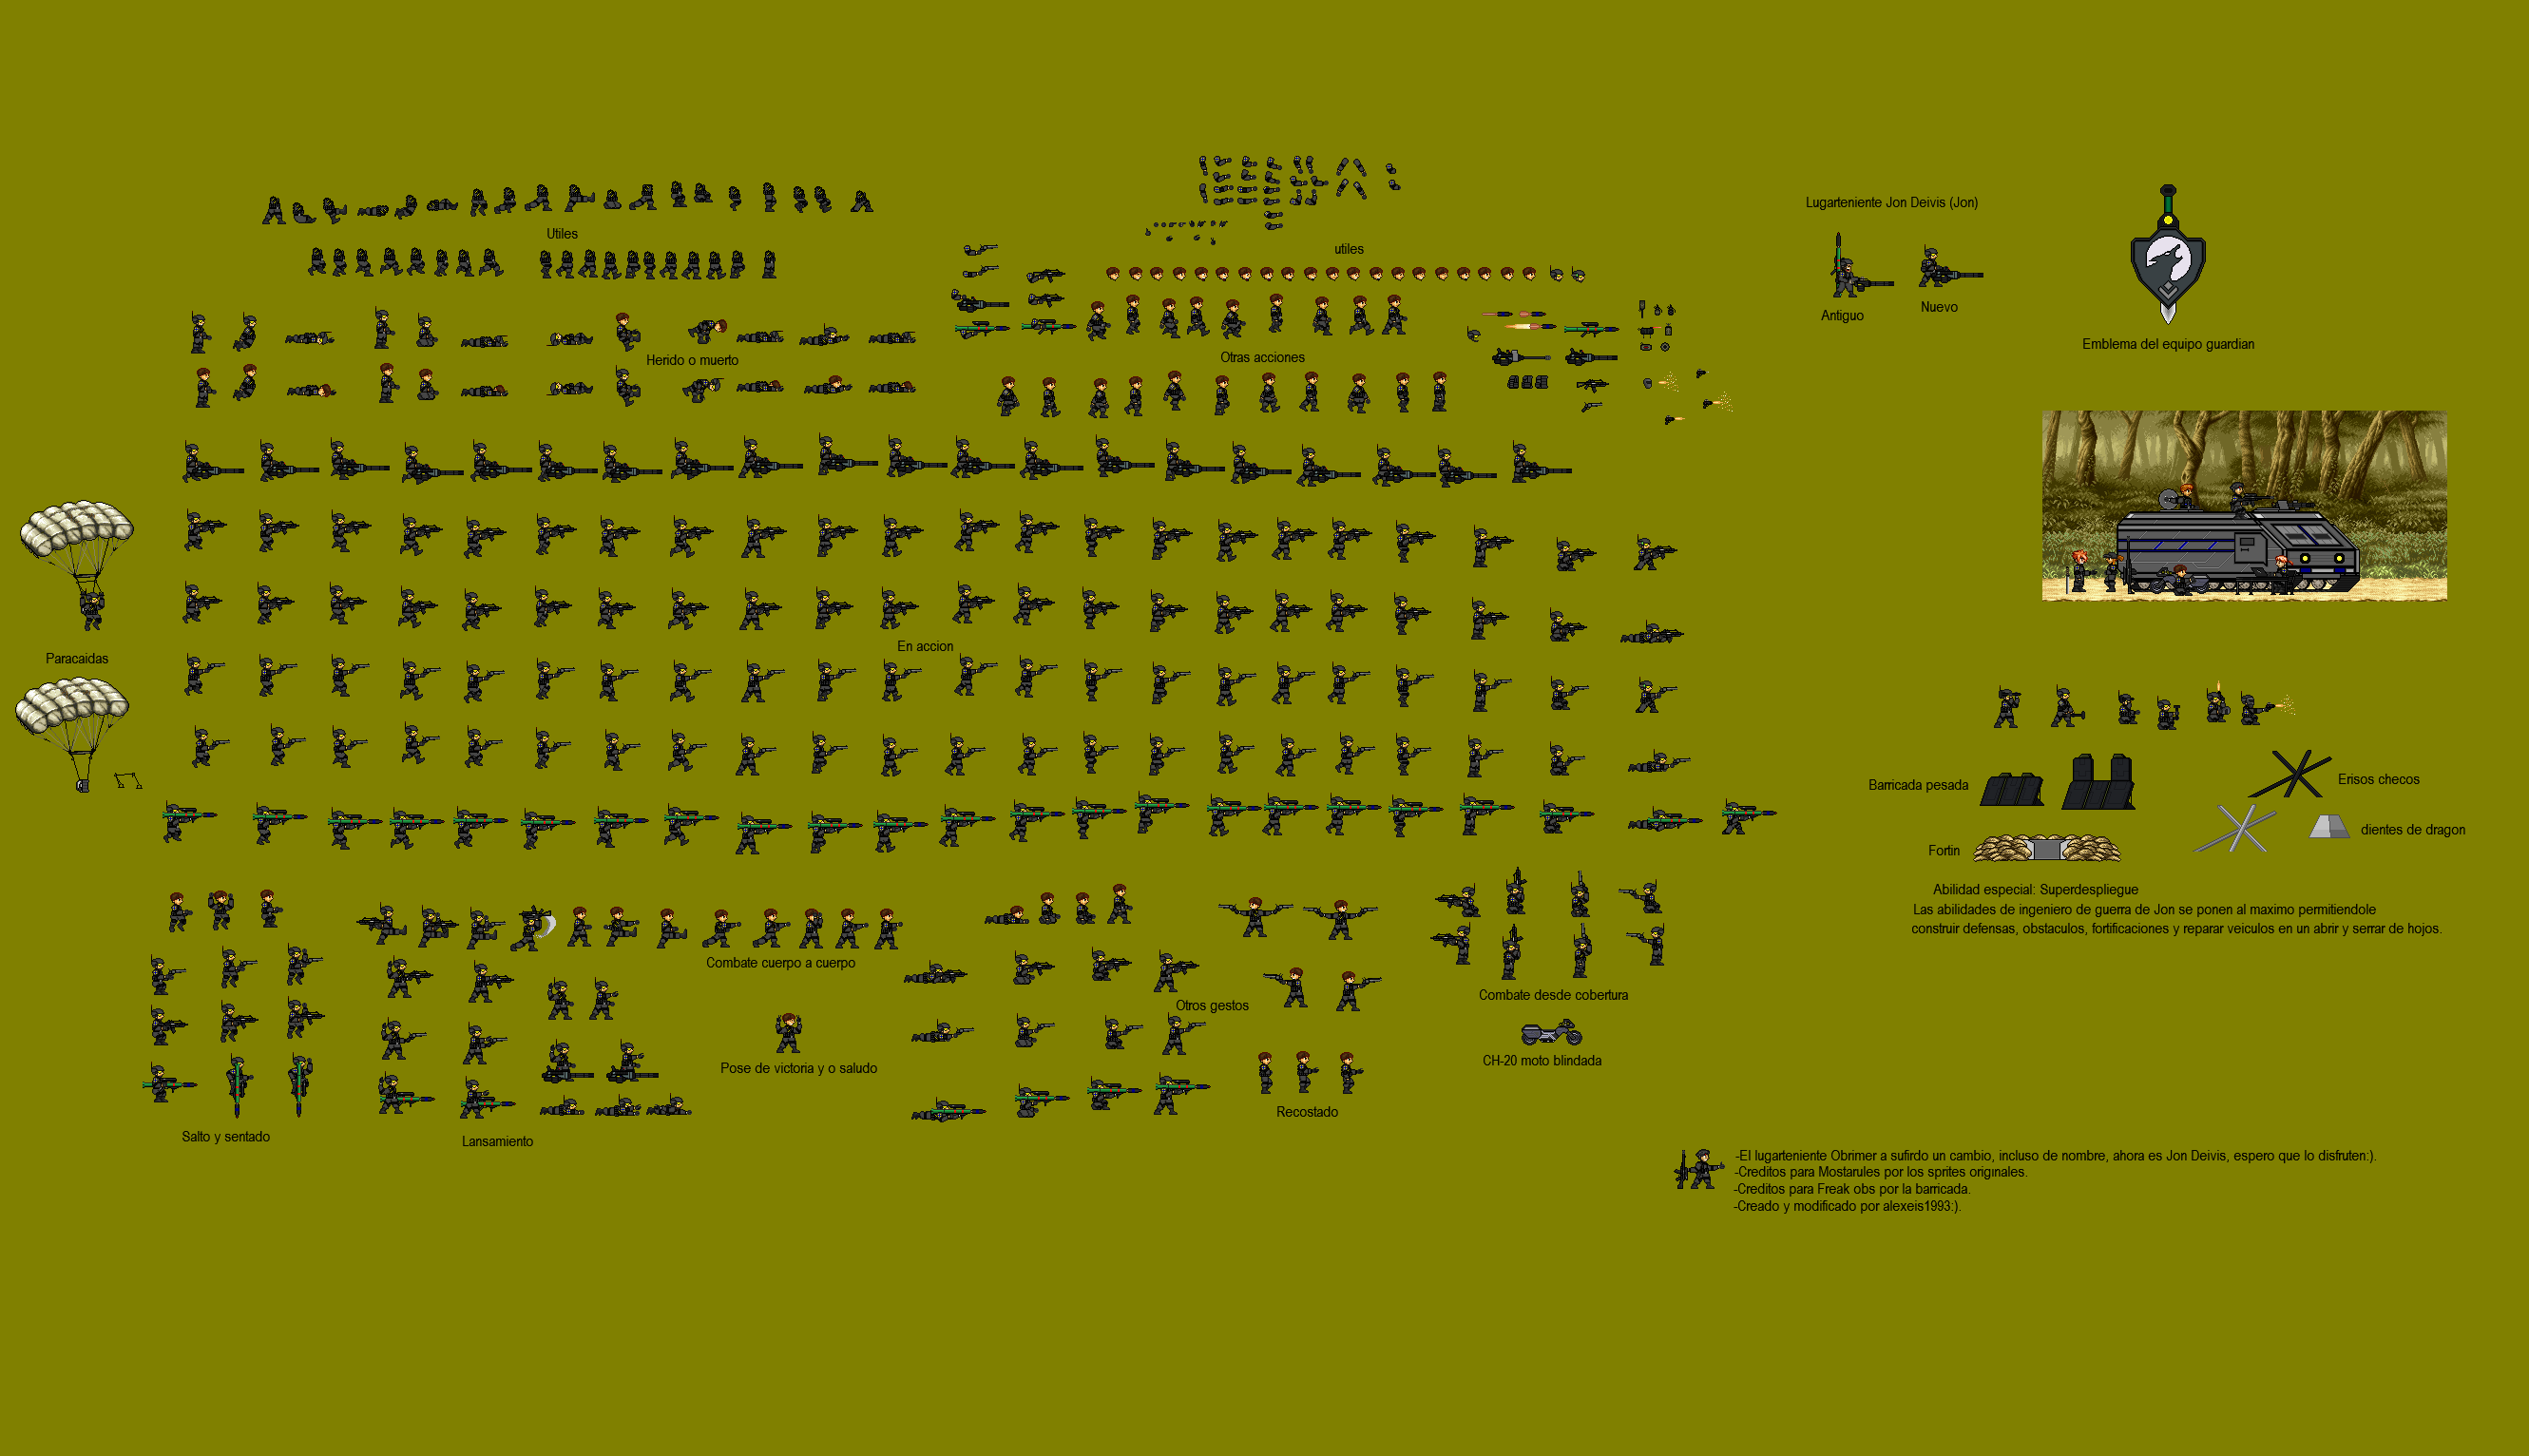 Utiles
utiles
Lugarteniente Jon Deivis (Jon)
Antiguo
Nuevo
Emblema del equipo guardian
Herido o muerto
Otras acciones
Paracaidas
En accion
Barricada pesada
Erisos checos
dientes de dragon
Fortin
Abilidad especial: Superdespliegue
Las abilidades de ingeniero de guerra de Jon se ponen al maximo permitiendole
construir defensas, obstaculos, fortificaciones y reparar veiculos en un abrir y serrar de hojos.
Combate cuerpo a cuerpo
Otros gestos
Combate desde cobertura
Pose de victoria y o saludo
CH-20 moto blindada
Recostado
Salto y sentado
Lansamiento
-El lugarteniente Obrimer a sufirdo un cambio, incluso de nombre, ahora es Jon Deivis, espero que lo disfruten:).
-Creditos para Mostarules por los sprites originales.
-Creditos para Freak obs por la barricada.
-Creado y modificado por alexeis1993:).